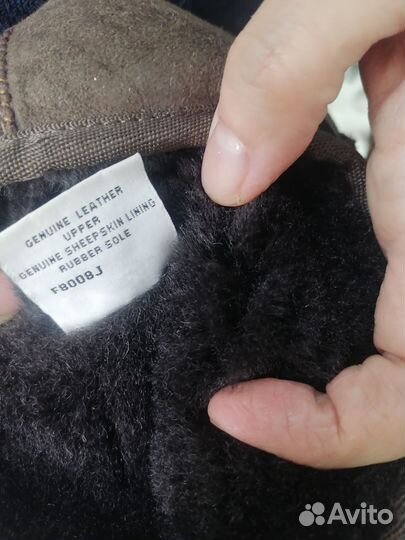 GENUINE LEATHER
UPPER
GENUINE SHEEPSKIN LINING
RUBBER SOLE
FB008J
Avito